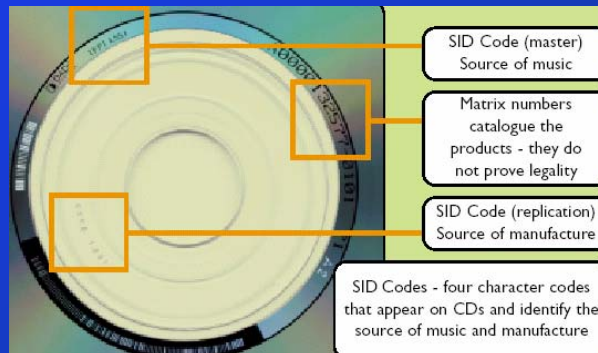 SID Code (master)
Source of music
Matrix numbers
catalogue the
products - they do
not prove legality
SID Code (replication)
Source of manufacture
SID Codes - four character codes
that appear on CDs and identify the
source of music and manufacture